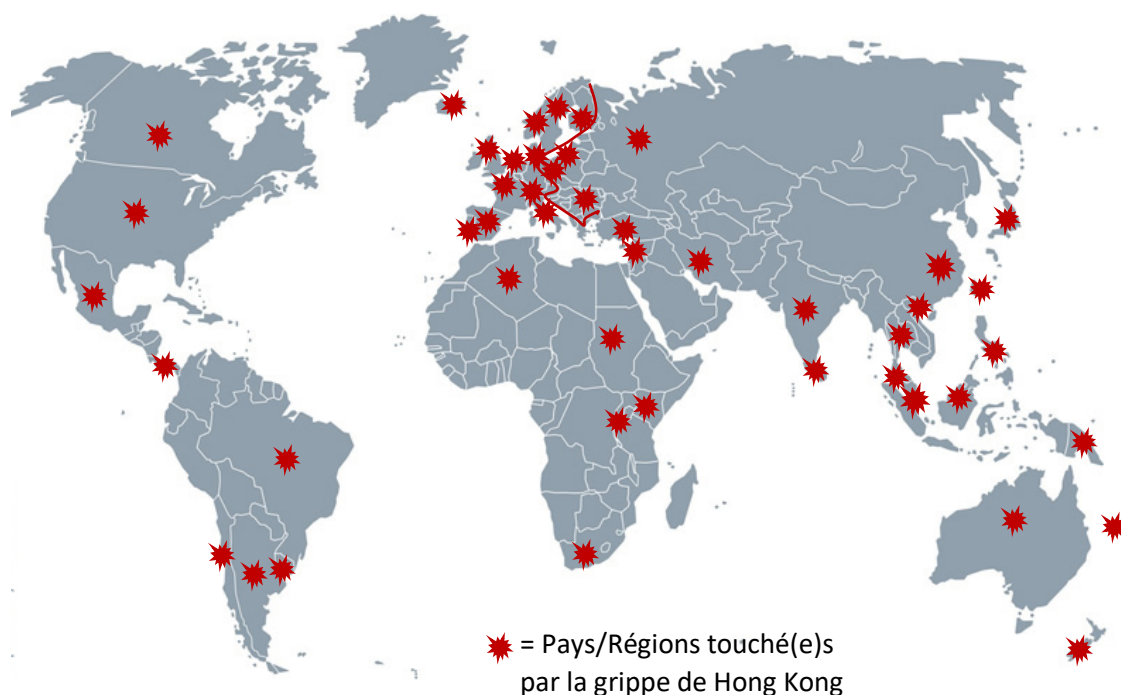 = Pays/Régions touché(e)s
par la grippe de Hong Kong